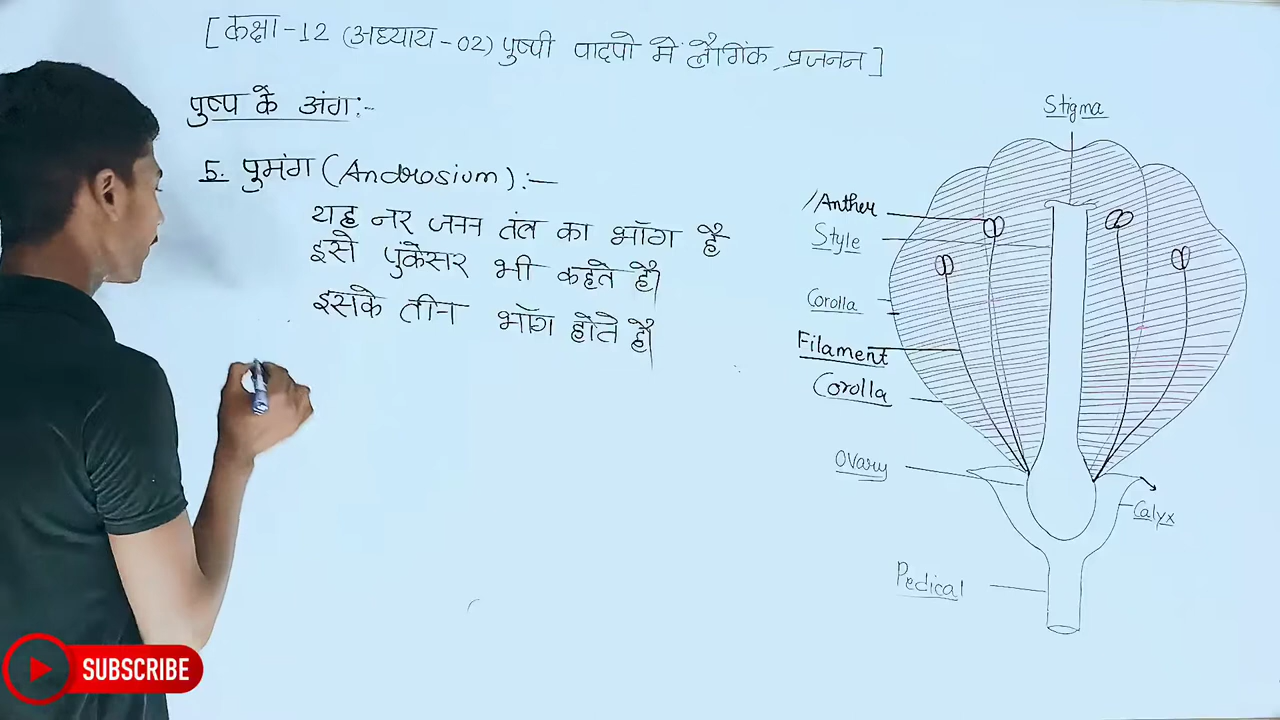 [ कक्षा-12 (अध्याय-02) पुष्पी पादपो मे लैगिंक प्रजनन ]
पुष्प के अंग:-
5. पुमंग (Androsium):-
यह नर जनन तंत्र का भॉग है
इसे पुंकेसर भी कहते है।
इसके तीन भॉग होते है।
Stigma
Anther
Style
Corolla
Filament
Corolla
Ovary
Calyx
Pedical
SUBSCRIBE